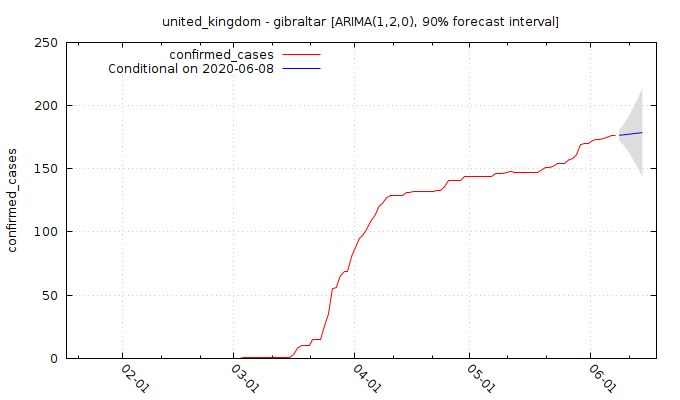 united_kingdom - gibraltar [ARIMA(1,2,0), 90% forecast interval]
confirmed_cases
Conditional on 2020-06-08
250
200
150
100
50
0
confirmed_cases
02-01
03-01
04-01
05-01
06-01